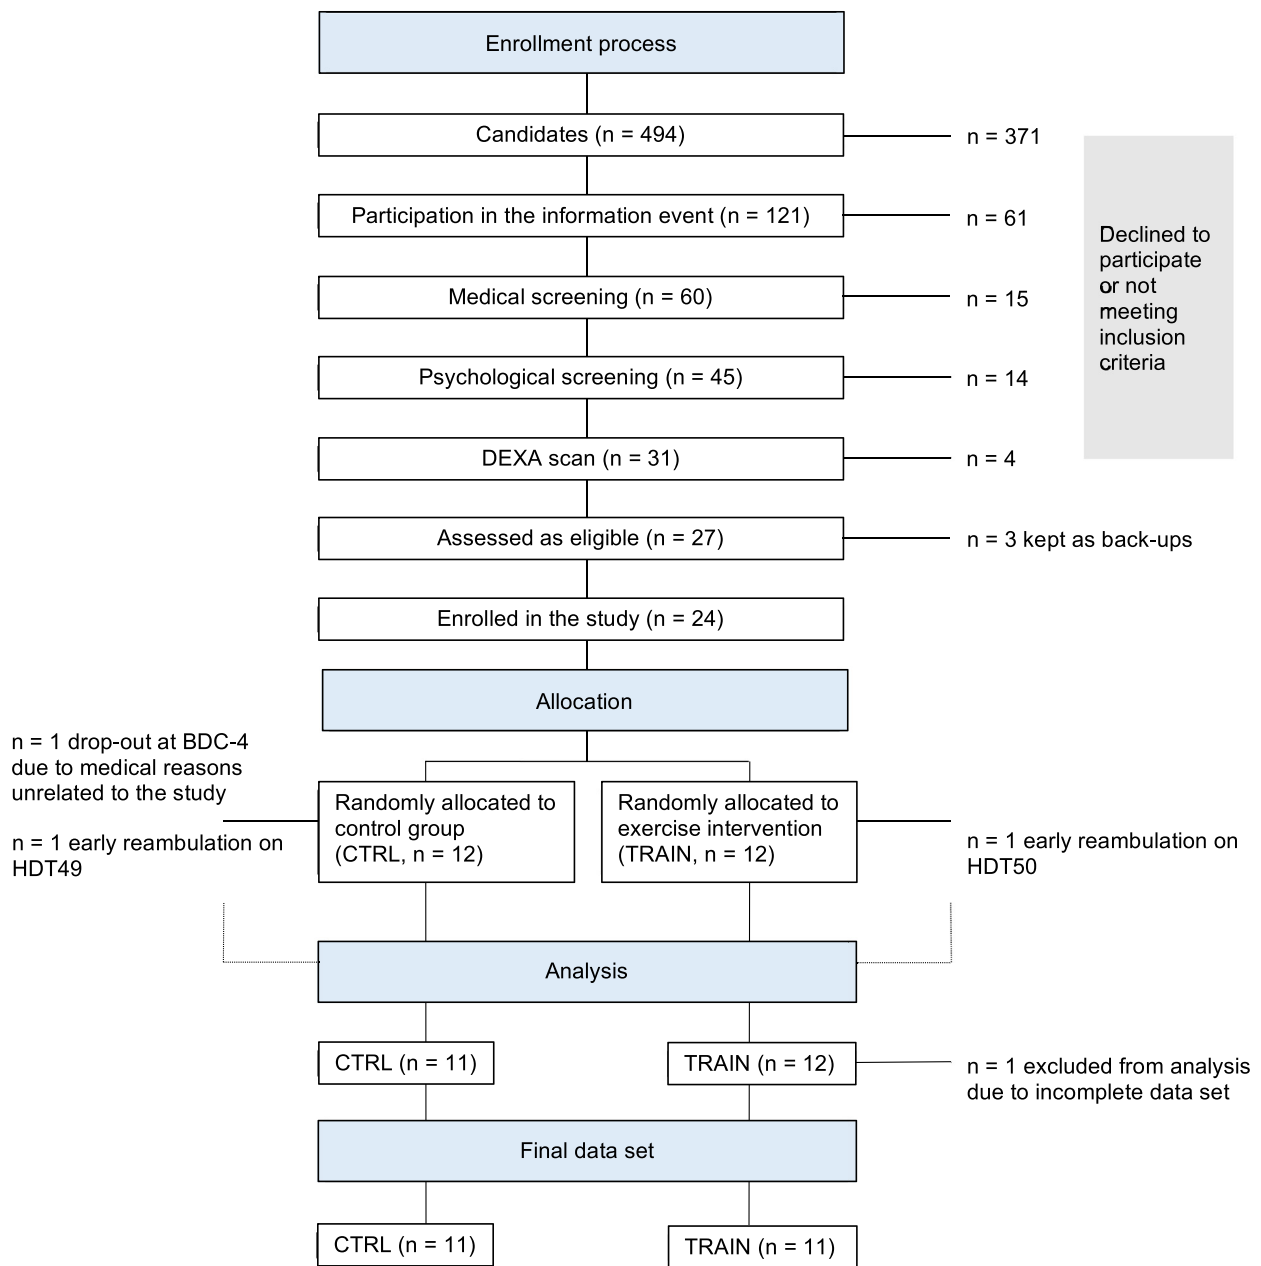 Enrollment process
Candidates (n = 494)
n = 371
Participation in the information event (n = 121)
n = 61
Declined to
participate
or not
meeting
inclusion
criteria
Medical screening (n = 60)
n = 15
Psychological screening (n = 45)
n = 14
DEXA scan (n = 31)
n = 4
Assessed as eligible (n = 27)
n = 3 kept as back-ups
Enrolled in the study (n = 24)
Allocation
n = 1 drop-out at BDC-4
due to medical reasons
unrelated to the study
n = 1 early reambulation on
HDT49
Randomly allocated to
control group
(CTRL, n = 12)
Randomly allocated to
exercise intervention
(TRAIN, n = 12)
n = 1 early reambulation on
HDT50
Analysis
CTRL (n = 11)
TRAIN (n = 12)
n = 1 excluded from analysis
due to incomplete data set
Final data set
CTRL (n = 11)
TRAIN (n = 11)